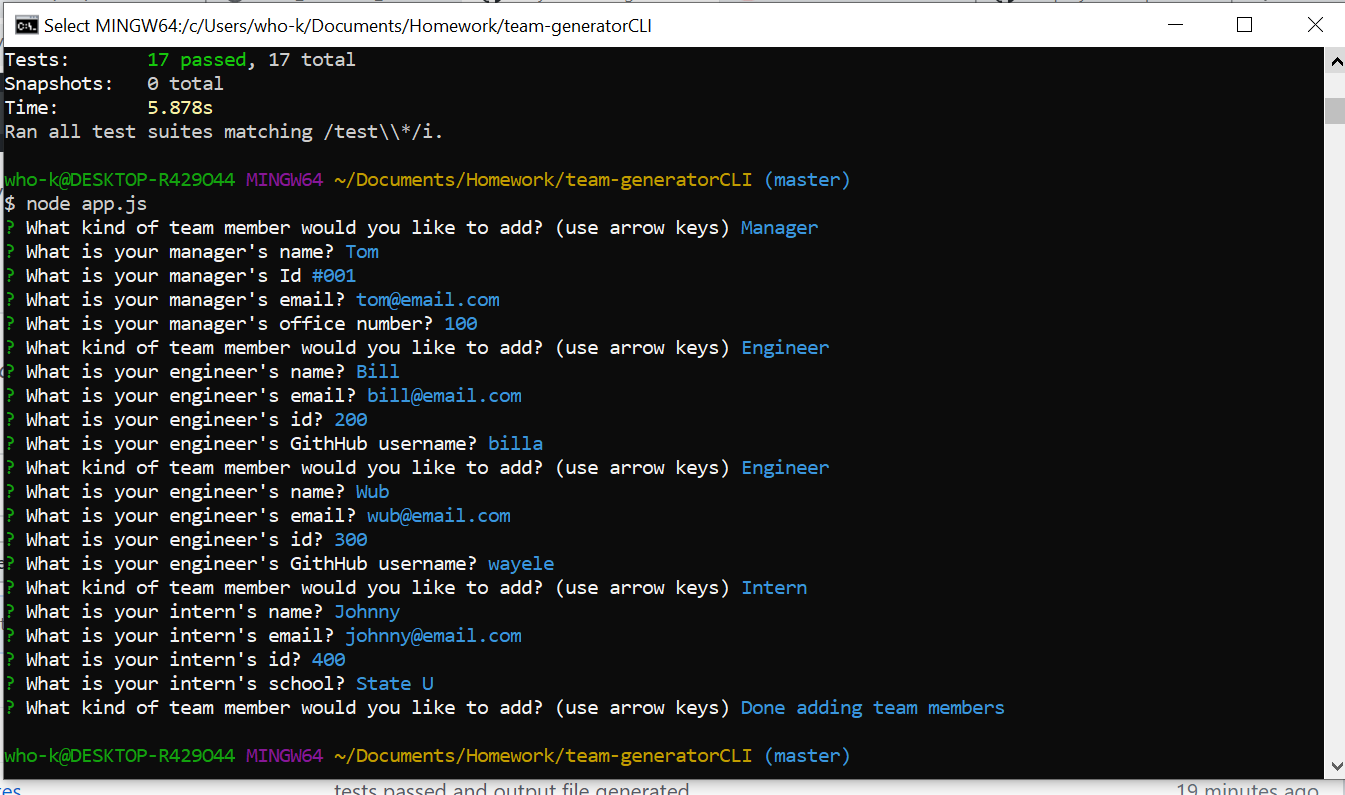 Select MINGW64:/c/Users/who-k/Documents/Homework/team-generatorCLI
Tests:       17 passed, 17 total
Snapshots:   0 total
Time:        5.878s
Ran all test suites matching /test\\*/i.
who-k@DESKTOP-R429O44 MINGW64 ~/Documents/Homework/team-generatorCLI (master)
$ node app.js
? What kind of team member would you like to add? (use arrow keys) Manager
? What is your manager's name? Tom
? What is your manager's Id #001
? What is your manager's email? tom@email.com
? What is your manager's office number? 100
? What kind of team member would you like to add? (use arrow keys) Engineer
? What is your engineer's name? Bill
? What is your engineer's email? bill@email.com
? What is your engineer's id? 200
? What is your engineer's GithHub username? billa
? What kind of team member would you like to add? (use arrow keys) Engineer
? What is your engineer's name? Wub
? What is your engineer's email? wub@email.com
? What is your engineer's id? 300
? What is your engineer's GithHub username? wayele
? What kind of team member would you like to add? (use arrow keys) Intern
? What is your intern's name? Johnny
? What is your intern's email? johnny@email.com
? What is your intern's id? 400
? What is your intern's school? State U
? What kind of team member would you like to add? (use arrow keys) Done adding team members
who-k@DESKTOP-R429O44 MINGW64 ~/Documents/Homework/team-generatorCLI (master)
tests passed and output file generated 19 minutes ago